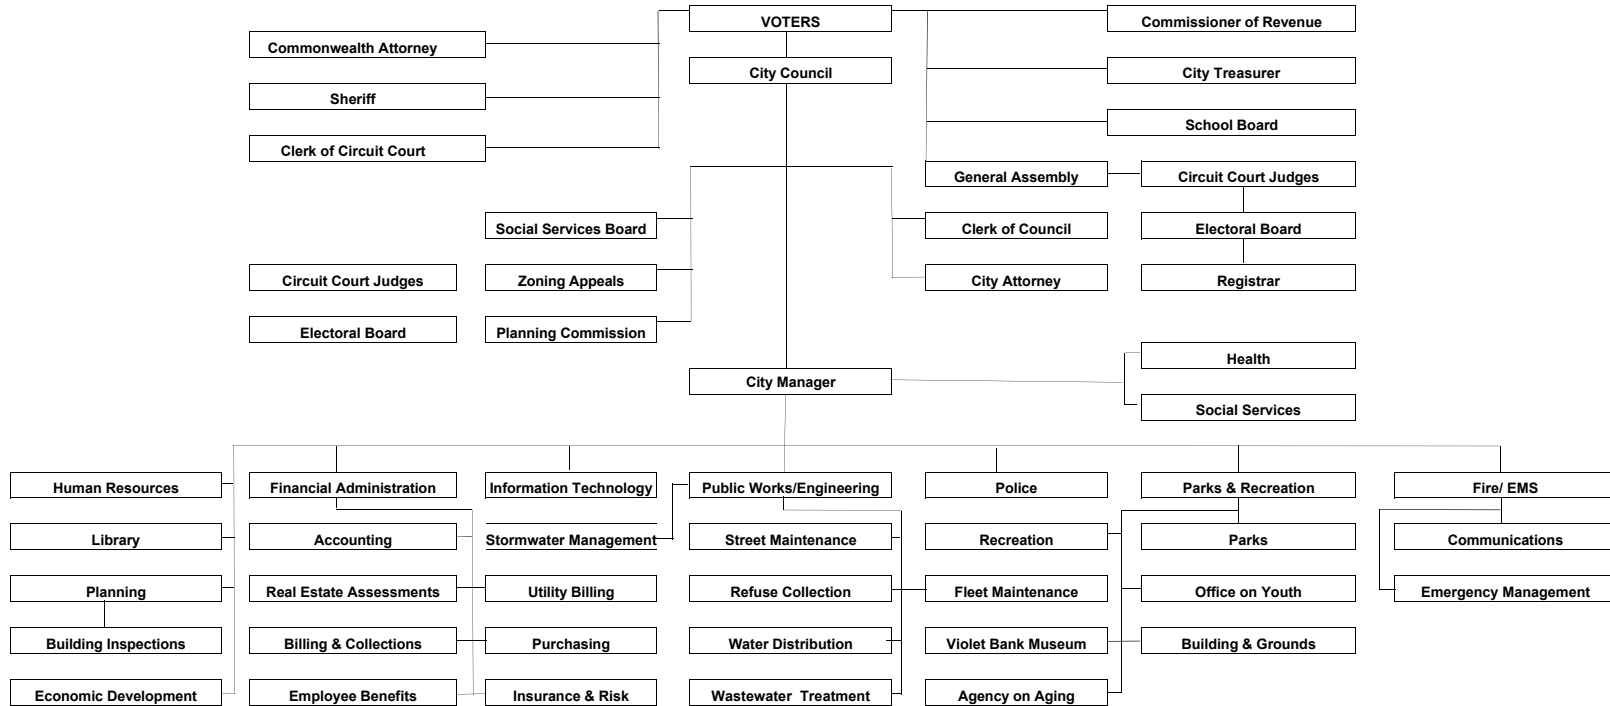 VOTERS
Commissioner of Revenue
Commonwealth Attorney
City Council
City Treasurer
Sheriff
School Board
Clerk of Circuit Court
General Assembly
Circuit Court Judges
Social Services Board
Clerk of Council
Electoral Board
Circuit Court Judges
Zoning Appeals
City Attorney
Registrar
Electoral Board
Planning Commission
Health
City Manager
Social Services
Human Resources
Financial Administration
Information Technology
Public Works/Engineering
Police
Parks & Recreation
Fire/ EMS
Library
Accounting
Stormwater Management
Street Maintenance
Recreation
Parks
Communications
Planning
Real Estate Assessments
Utility Billing
Refuse Collection
Fleet Maintenance
Office on Youth
Emergency Management
Building Inspections
Billing & Collections
Purchasing
Water Distribution
Violet Bank Museum
Building & Grounds
Economic Development
Employee Benefits
Insurance & Risk
Wastewater  Treatment
Agency on Aging